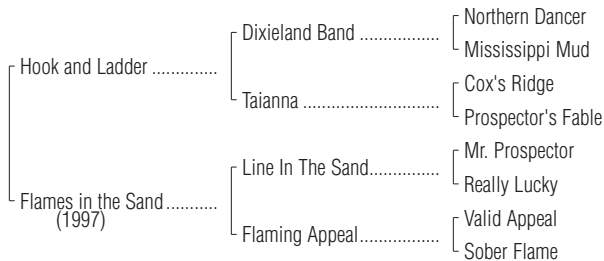 Northern Dancer
Dixieland Band .................
Mississippi Mud
Hook and Ladder ..............
Cox's Ridge
Taianna .............................
Prospector's Fable
Mr. Prospector
Line In The Sand...............
Really Lucky
Flames in the Sand...........
(1997)
Valid Appeal
Flaming Appeal.................
Sober Flame